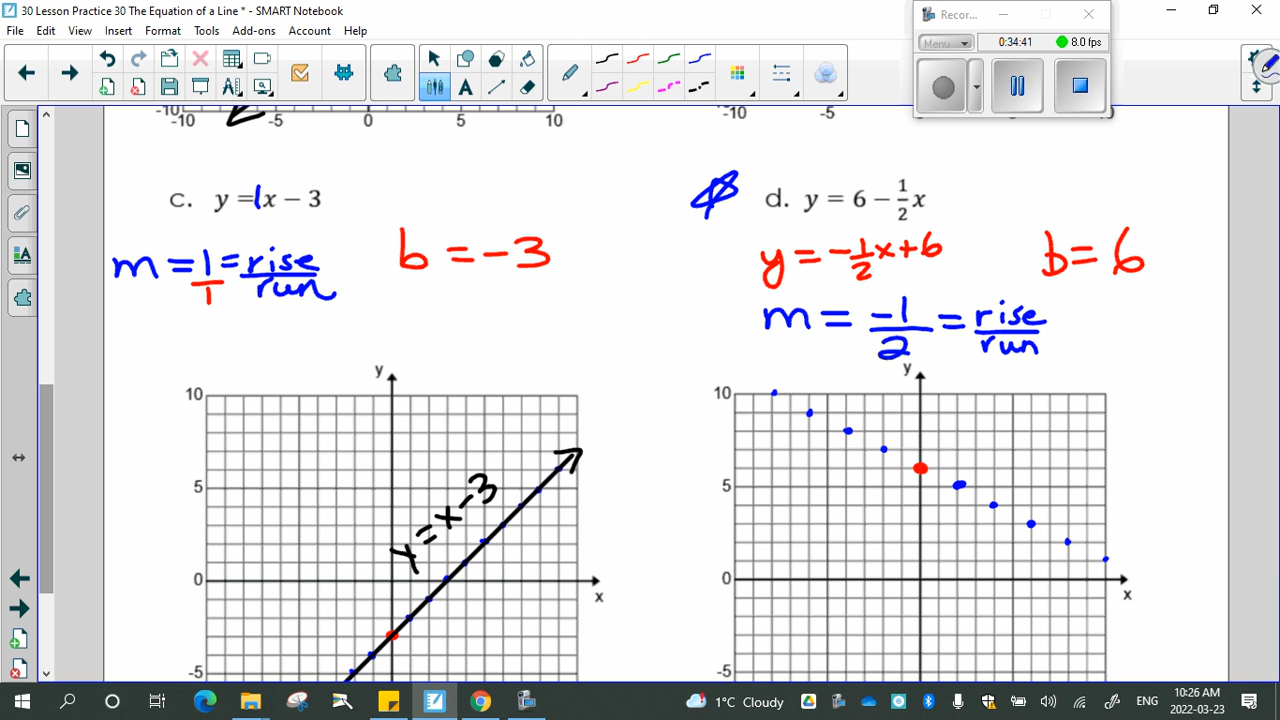 30 Lesson Practice 30 The Equation of a Line * - SMART Notebook
Recor...
File Edit View Insert Format Tools Add-ons Account Help
Menu 0:34:41 8.0 fps
-10 -10 -5 0 5 10
-10 -5 0
c. y = 1x − 3
d. y = 6 − 1/2 x
m = 1/1 = rise/run
b = -3
y = -1/2 x + 6
b = 6
m = -1/2 = rise/run
y
10
5
0
-5
x
y = x - 3
y
10
5
0
-5
x
1°C Cloudy
ENG
10:26 AM
2022-03-23